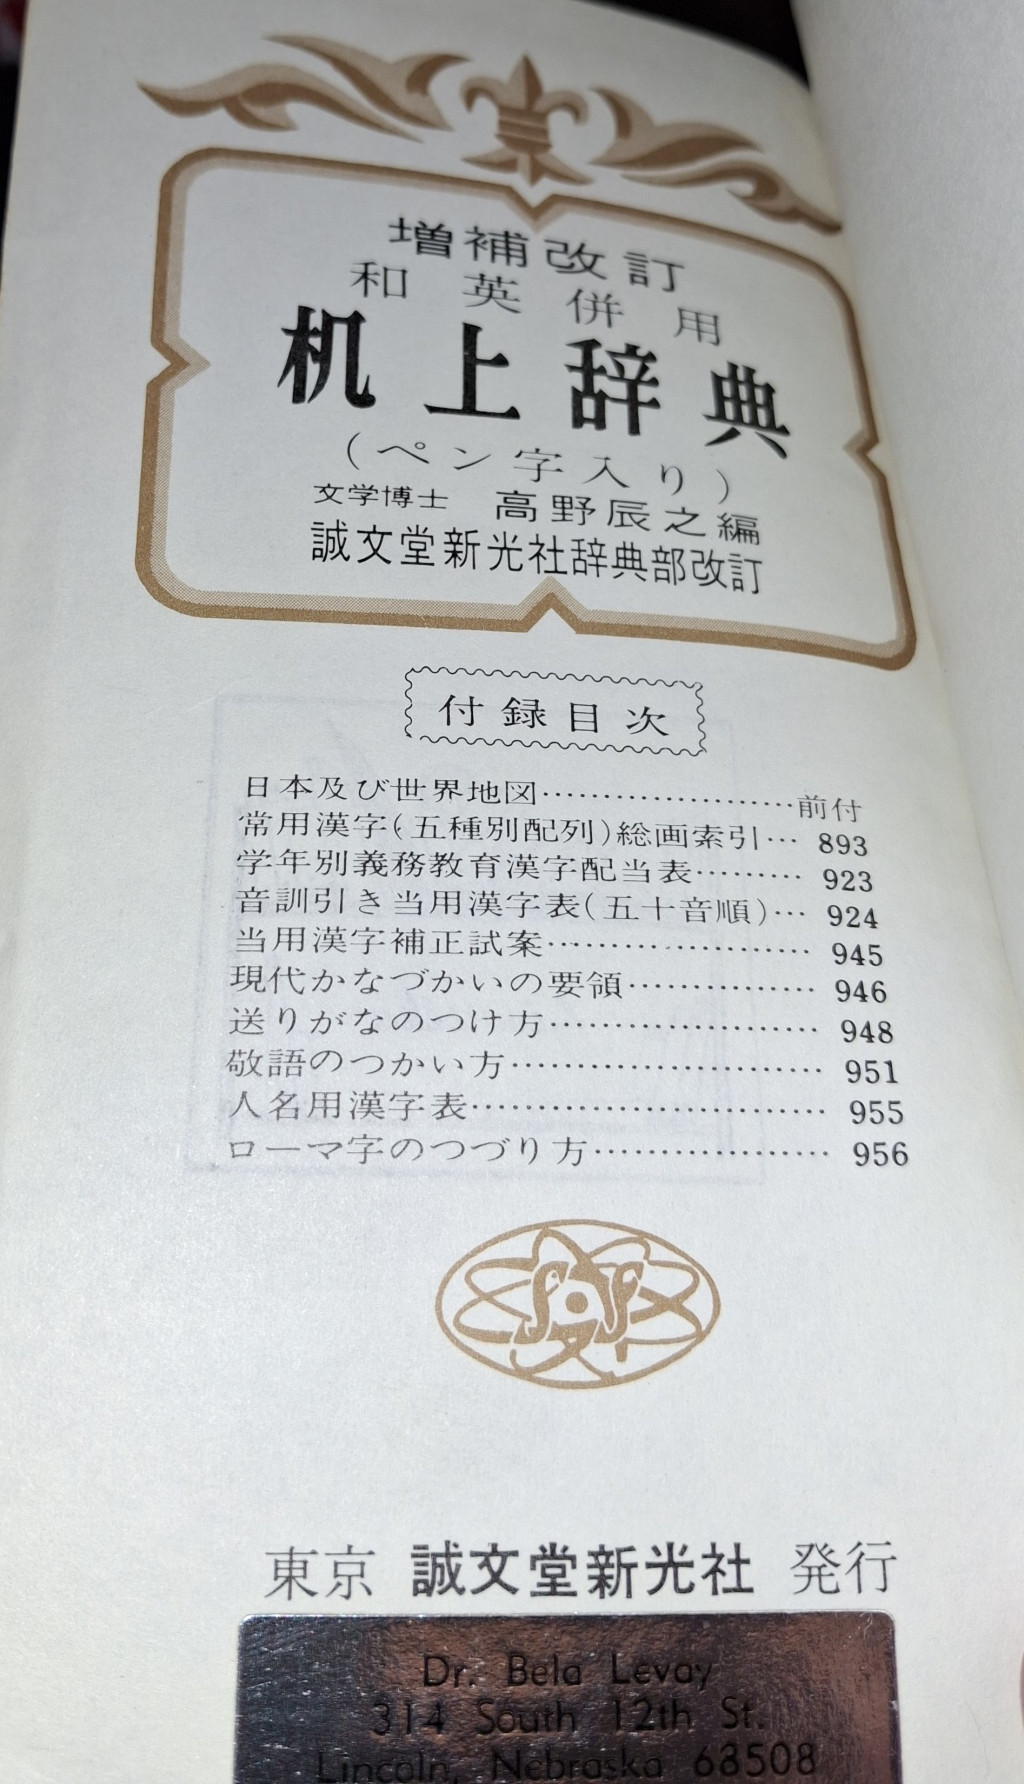 増補改訂
和英併用
机上辞典
(ペン字入り)
文学博士 高野辰之編
誠文堂新光社辞典部改訂
付録目次
日本及び世界地図……………………前付
常用漢字(五種別配列)総画索引… 893
学年別義務教育漢字配当表……… 923
音訓引き当用漢字表(五十音順)… 924
当用漢字補正試案…………………… 945
現代かなづかいの要領…………… 946
送りがなのつけ方…………………… 948
敬語のつかい方……………………… 951
人名用漢字表………………………… 955
ローマ字のつづり方……………… 956
東京 誠文堂新光社 発行
Dr. Bela Levay
314 South 12th St.
Lincoln, Nebraska 68508